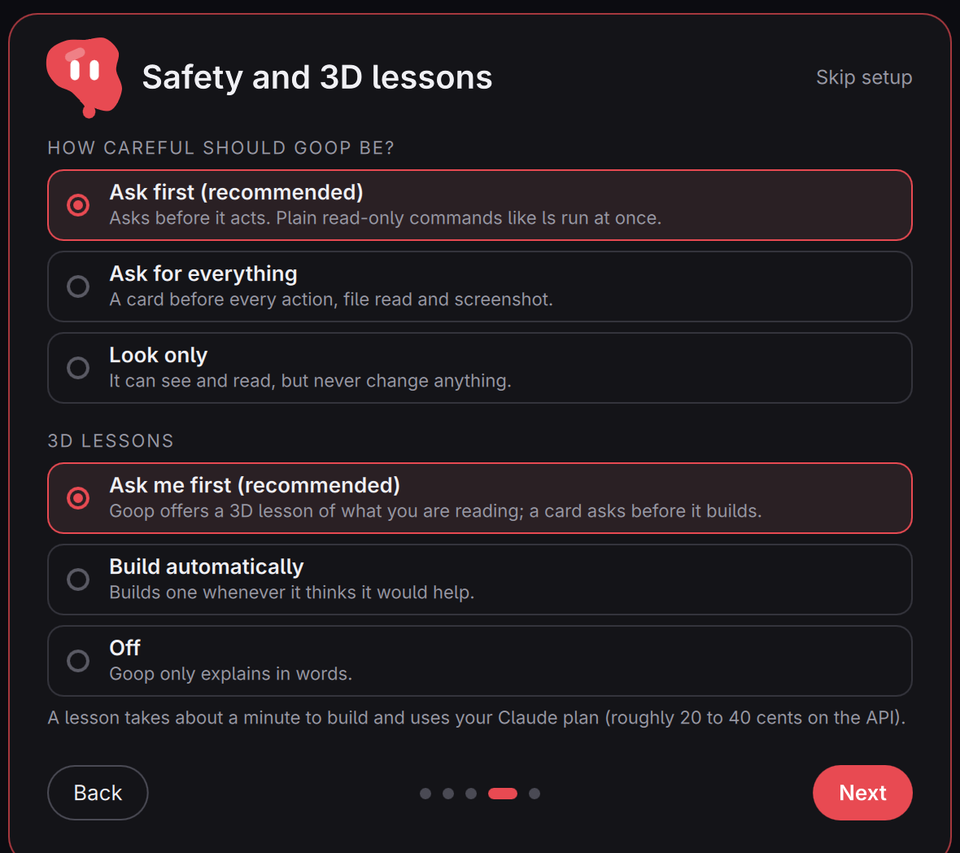 Safety and 3D lessons
Skip setup
HOW CAREFUL SHOULD GOOP BE?
Ask first (recommended)
Asks before it acts. Plain read-only commands like ls run at once.
Ask for everything
A card before every action, file read and screenshot.
Look only
It can see and read, but never change anything.
3D LESSONS
Ask me first (recommended)
Goop offers a 3D lesson of what you are reading; a card asks before it builds.
Build automatically
Builds one whenever it thinks it would help.
Off
Goop only explains in words.
A lesson takes about a minute to build and uses your Claude plan (roughly 20 to 40 cents on the API).
Back
Next